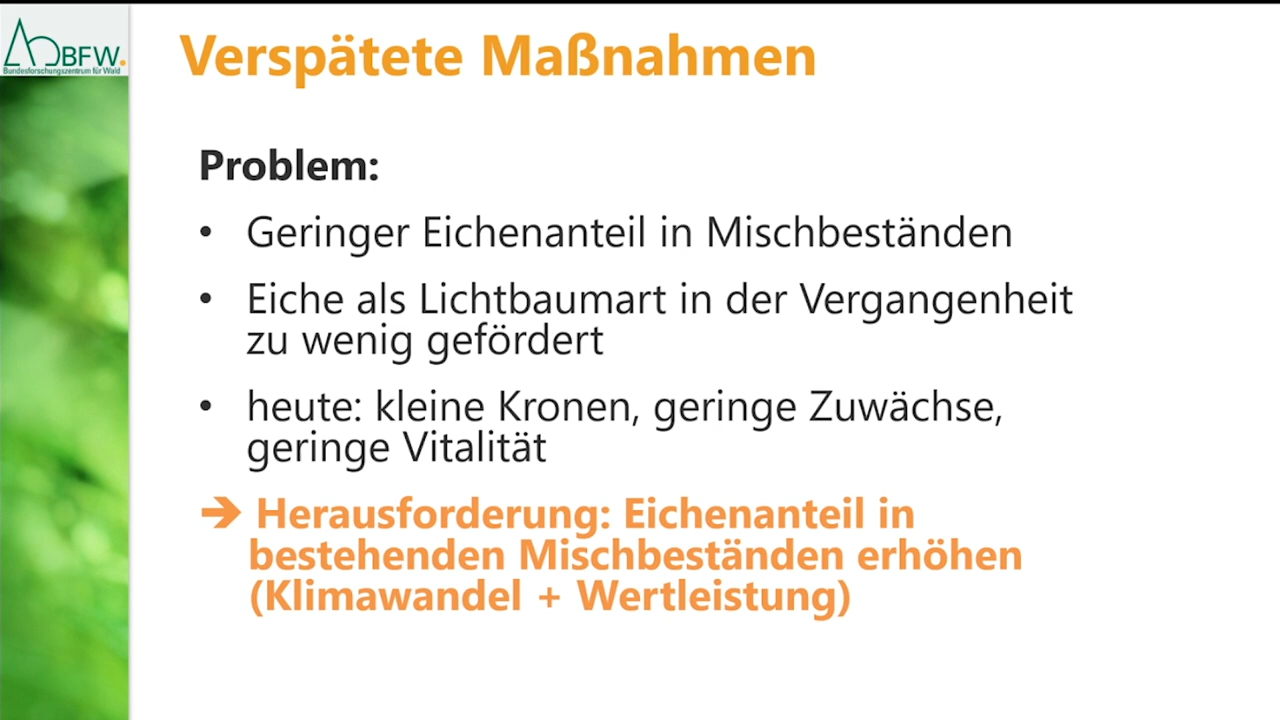 BFW.
Bundesforschungszentrum für Wald
Verspätete Maßnahmen
Problem:
• Geringer Eichenanteil in Mischbeständen
• Eiche als Lichtbaumart in der Vergangenheit
zu wenig gefördert
• heute: kleine Kronen, geringe Zuwächse,
geringe Vitalität
➔ Herausforderung: Eichenanteil in
bestehenden Mischbeständen erhöhen
(Klimawandel + Wertleistung)